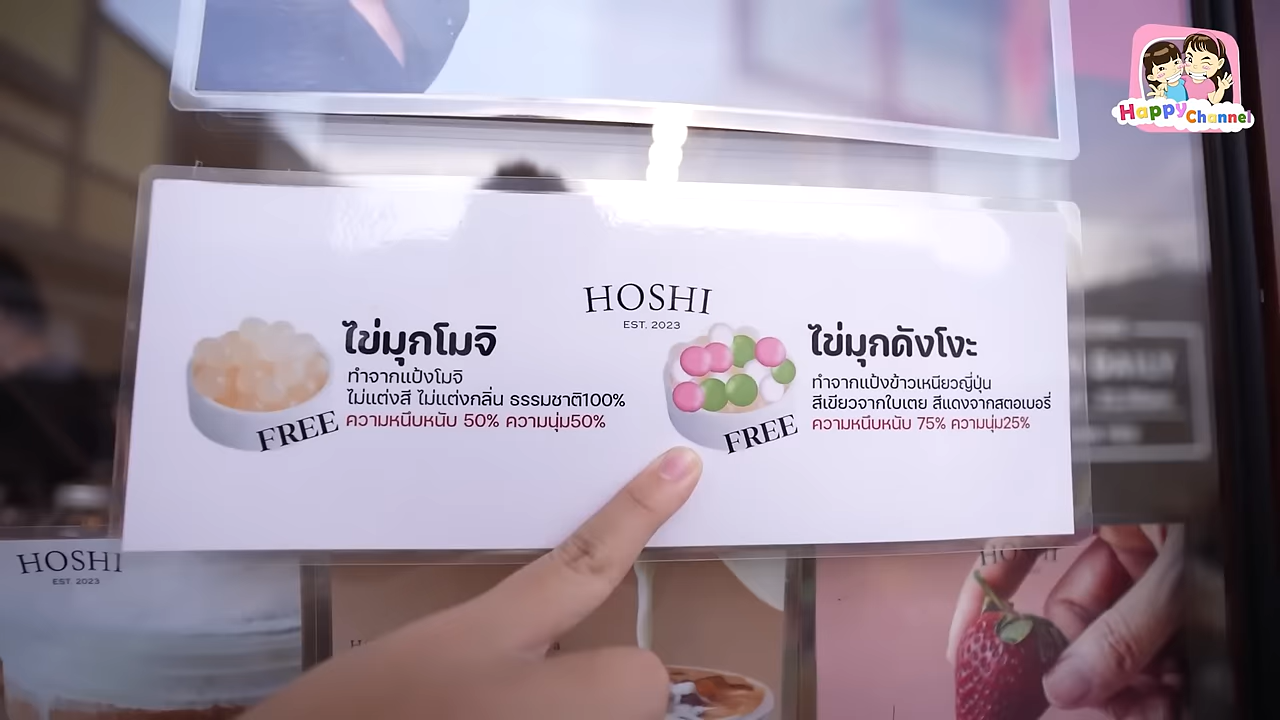 Happy Channel
HOSHI
EST. 2023
ไข่มุกโมจิ
ทำจากแป้งโมจิ
ไม่แต่งสี ไม่แต่งกลิ่น ธรรมชาติ100%
ความหนึบหนับ 50% ความนุ่ม50%
FREE
ไข่มุกดังโงะ
ทำจากแป้งข้าวเหนียวญี่ปุ่น
สีเขียวจากใบเตย สีแดงจากสตอเบอรี่
ความหนึบหนับ 75% ความนุ่ม25%
FREE
DAILY
HOSHI
EST. 2023
HOSHI